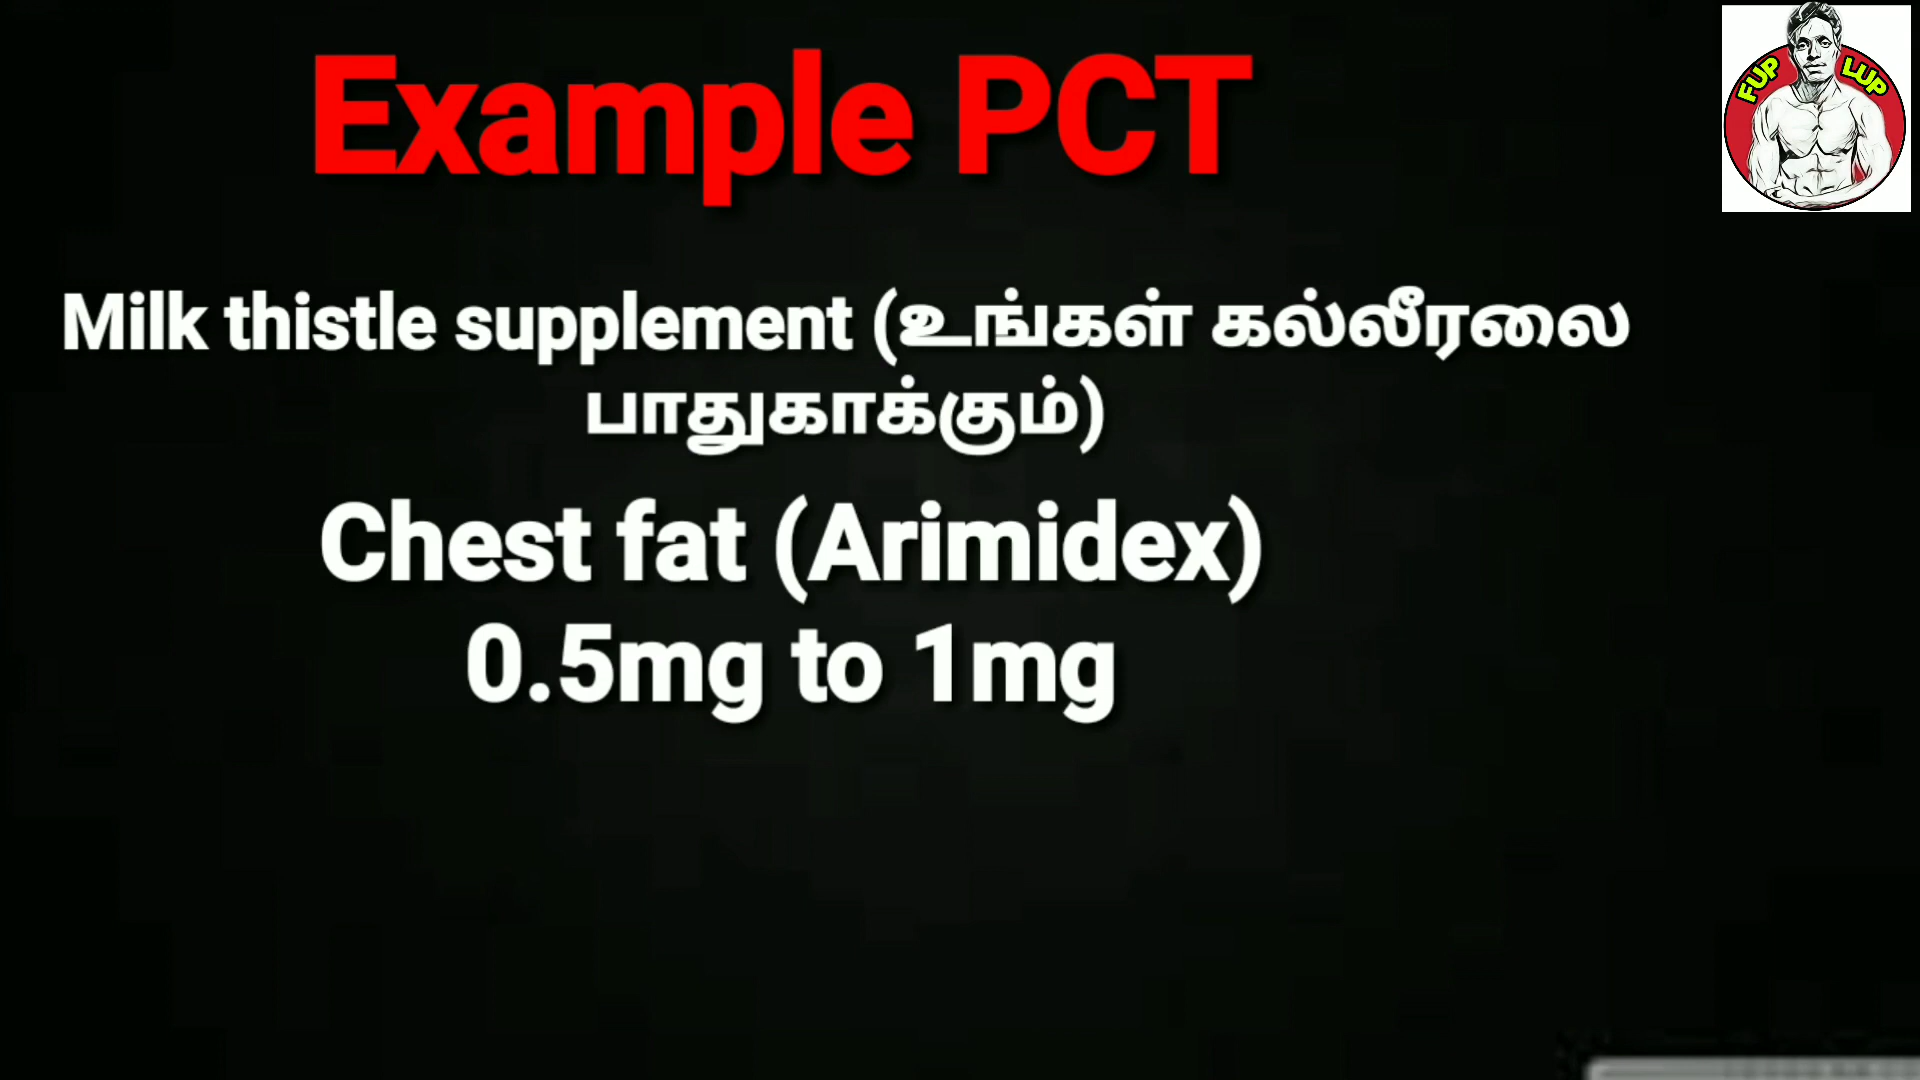 Example PCT
FUP LUP
Milk thistle supplement (உங்கள் கல்லீரலை
பாதுகாக்கும்)
Chest fat (Arimidex)
0.5mg to 1mg